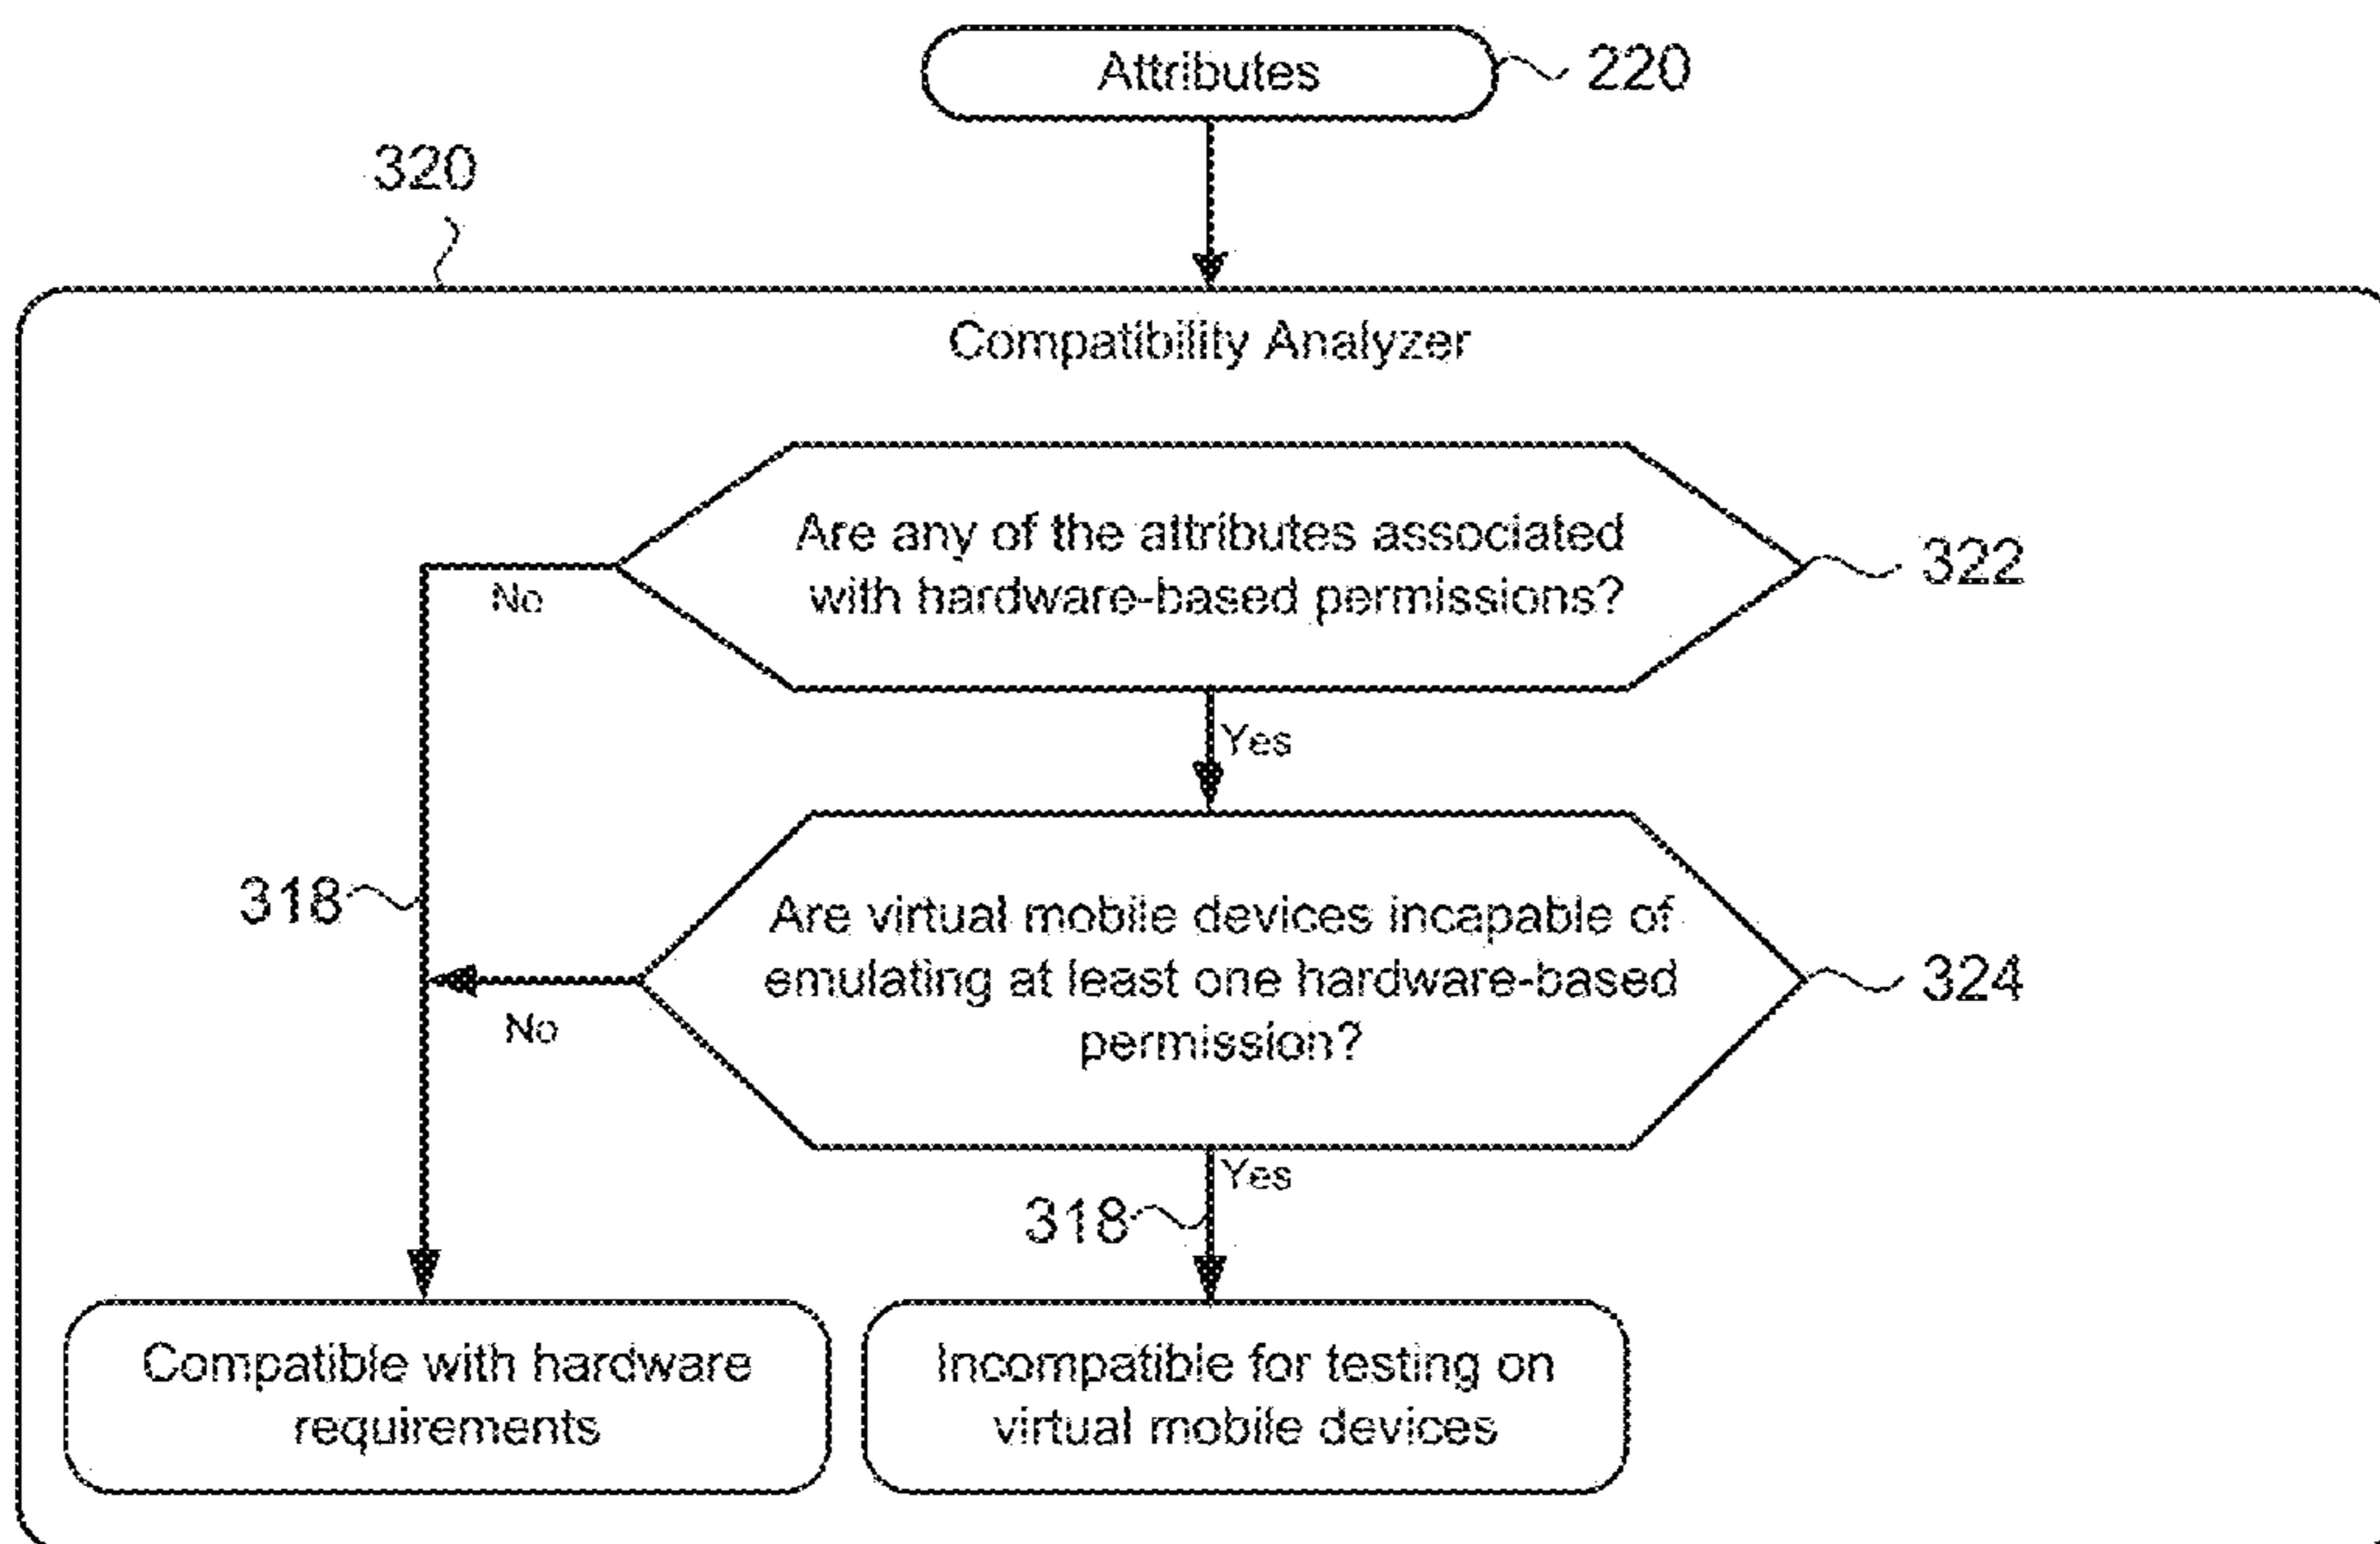 Attributes
220
320
Compatibility Analyzer
Are any of the attributes associated
with hardware-based permissions?
322
No
Yes
318
Are virtual mobile devices incapable of
emulating at least one hardware-based
permission?
324
No
Yes
318
Compatible with hardware
requirements
Incompatible for testing on
virtual mobile devices